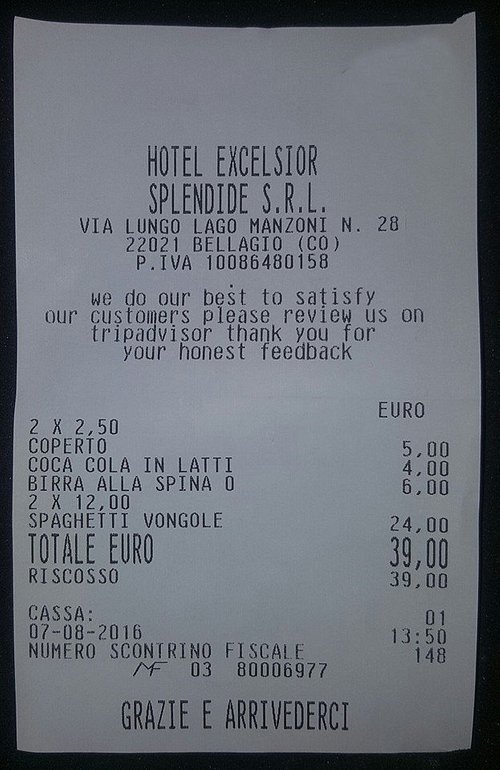 HOTEL EXCELSIOR
SPLENDIDE S.R.L.
VIA LUNGO LAGO MANZONI N. 28
22021 BELLAGIO (CO)
P.IVA 10086480158
we do our best to satisfy
our customers please review us on
tripadvisor thank you for
your honest feedback
EURO
2 X 2,50
COPERTO 5,00
COCA COLA IN LATTI 4,00
BIRRA ALLA SPINA 0 6,00
2 X 12,00
SPAGHETTI VONGOLE 24,00
TOTALE EURO 39,00
RISCOSSO 39,00
CASSA: 01
07-08-2016 13:50
NUMERO SCONTRINO FISCALE 148
MF 03 80006977
GRAZIE E ARRIVEDERCI